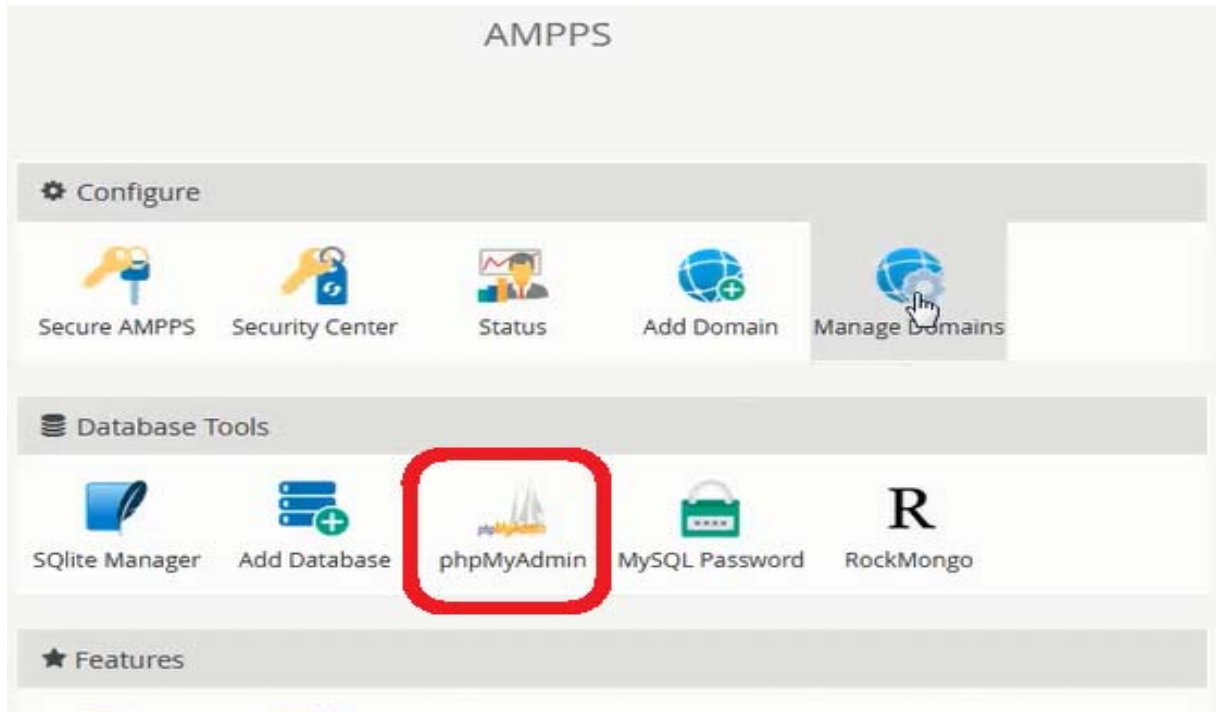 AMPPS
Configure
Secure AMPPS Security Center Status Add Domain Manage Domains
Database Tools
phpMyAdmin
R
SQlite Manager Add Database phpMyAdmin MySQL Password RockMongo
Features